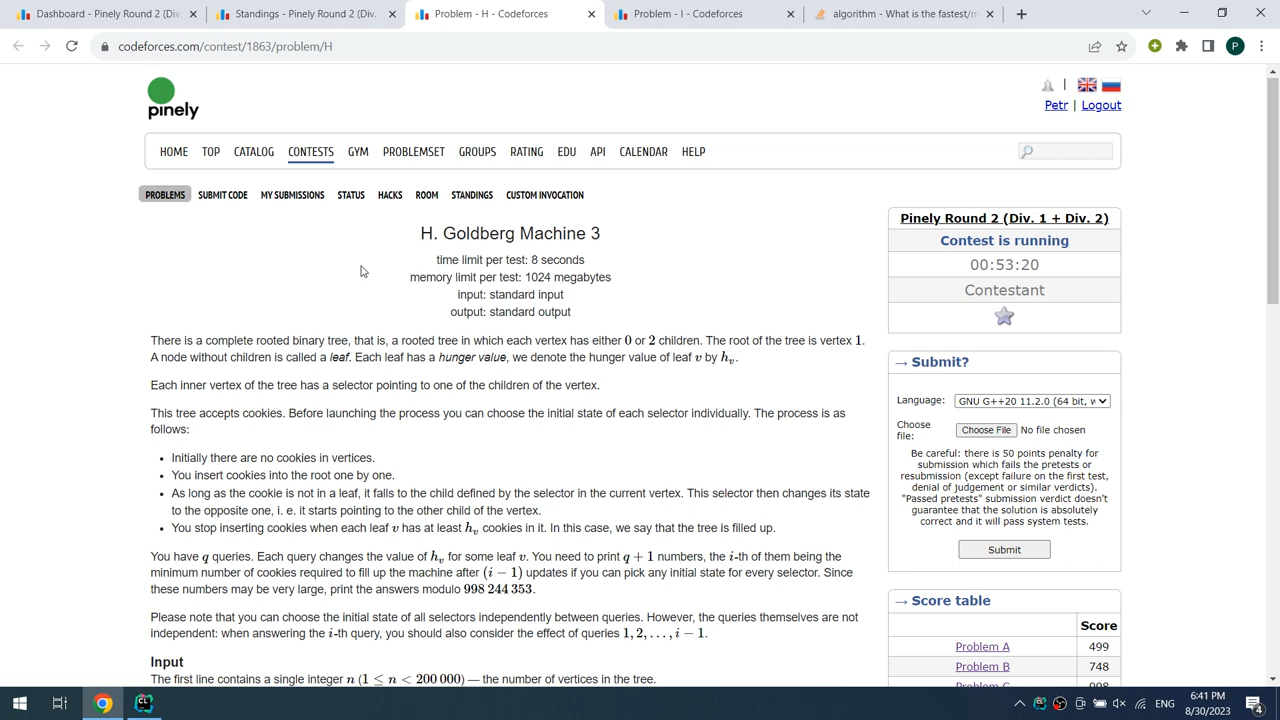 Dashboard - Pinely Round 2 (Div.
Standings - Pinely Round 2 (Div.
Problem - H - Codeforces
Problem - I - Codeforces
algorithm - What is the fastest/m
codeforces.com/contest/1863/problem/H
P
pinely
Petr | Logout
HOME TOP CATALOG CONTESTS GYM PROBLEMSET GROUPS RATING EDU API CALENDAR HELP
PROBLEMS SUBMIT CODE MY SUBMISSIONS STATUS HACKS ROOM STANDINGS CUSTOM INVOCATION
H. Goldberg Machine 3
time limit per test: 8 seconds
memory limit per test: 1024 megabytes
input: standard input
output: standard output
There is a complete rooted binary tree, that is, a rooted tree in which each vertex has either 0 or 2 children. The root of the tree is vertex 1.
A node without children is called a leaf. Each leaf has a hunger value, we denote the hunger value of leaf v by h_v.
Each inner vertex of the tree has a selector pointing to one of the children of the vertex.
This tree accepts cookies. Before launching the process you can choose the initial state of each selector individually. The process is as
follows:
• Initially there are no cookies in vertices.
• You insert cookies into the root one by one.
• As long as the cookie is not in a leaf, it falls to the child defined by the selector in the current vertex. This selector then changes its state
to the opposite one, i. e. it starts pointing to the other child of the vertex.
• You stop inserting cookies when each leaf v has at least h_v cookies in it. In this case, we say that the tree is filled up.
You have q queries. Each query changes the value of h_v for some leaf v. You need to print q + 1 numbers, the i-th of them being the
minimum number of cookies required to fill up the machine after (i − 1) updates if you can pick any initial state for every selector. Since
these numbers may be very large, print the answers modulo 998 244 353.
Please note that you can choose the initial state of all selectors independently between queries. However, the queries themselves are not
independent: when answering the i-th query, you should also consider the effect of queries 1, 2, . . . , i − 1.
Input
The first line contains a single integer n (1 ≤ n < 200 000) — the number of vertices in the tree.
Pinely Round 2 (Div. 1 + Div. 2)
Contest is running
00:53:20
Contestant
→ Submit?
Language: GNU G++20 11.2.0 (64 bit, w
Choose
file: Choose File No file chosen
Be careful: there is 50 points penalty for
submission which fails the pretests or
resubmission (except failure on the first test,
denial of judgement or similar verdicts).
"Passed pretests" submission verdict doesn't
guarantee that the solution is absolutely
correct and it will pass system tests.
Submit
→ Score table
Score
Problem A 499
Problem B 748
ENG
6:41 PM
8/30/2023
4